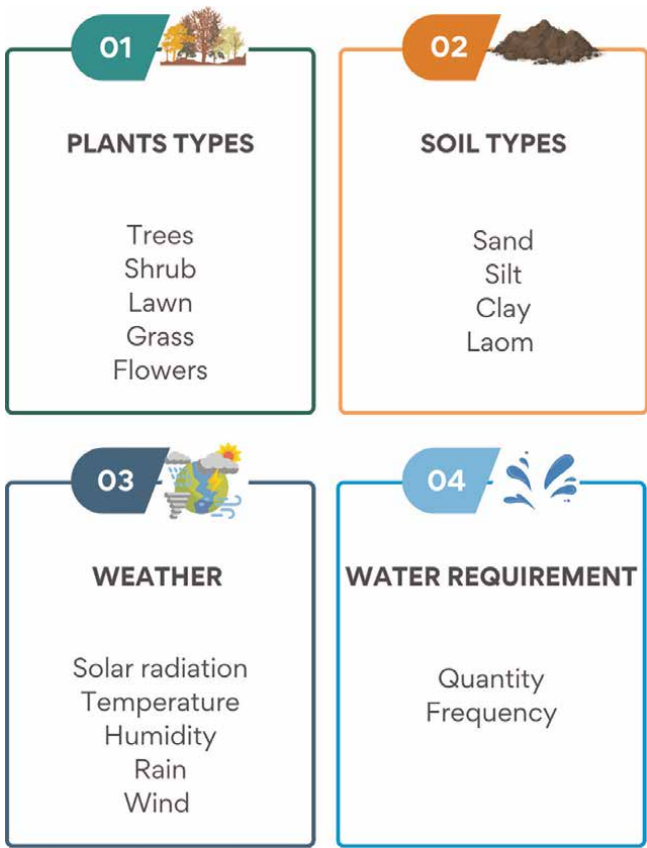 01
PLANTS TYPES
Trees
Shrub
Lawn
Grass
Flowers
02
SOIL TYPES
Sand
Silt
Clay
Laom
03
WEATHER
Solar radiation
Temperature
Humidity
Rain
Wind
04
WATER REQUIREMENT
Quantity
Frequency